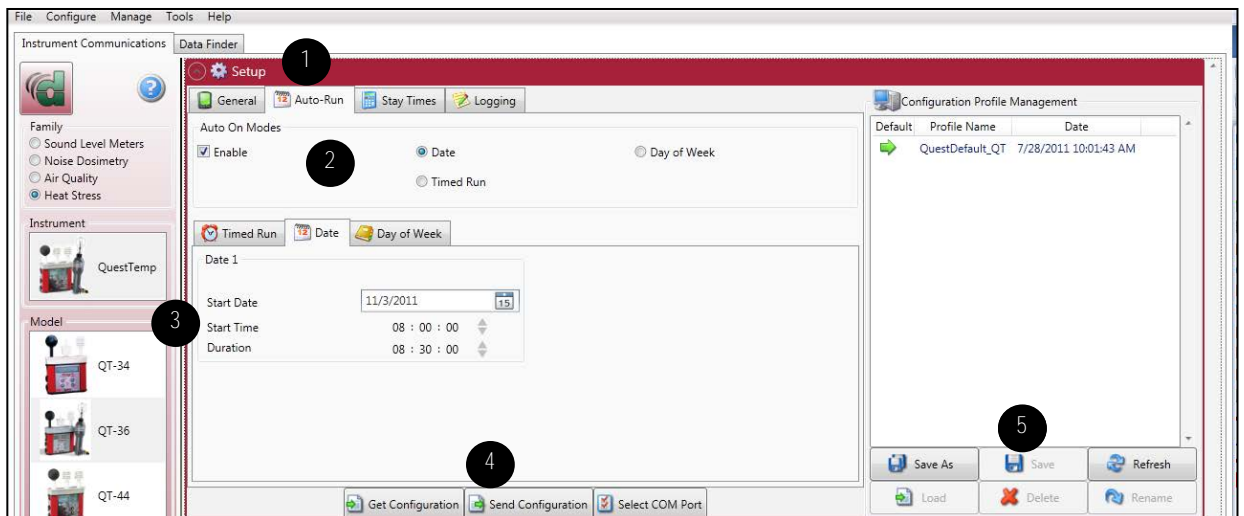 File Configure Manage Tools Help
Instrument Communications Data Finder
1
Setup
General Auto-Run Stay Times Logging
Auto On Modes
Enable
2
Date
Day of Week
Timed Run
Timed Run Date Day of Week
Date 1
Start Date 11/3/2011 15
Start Time 08 : 00 : 00
Duration 08 : 30 : 00
Family
Sound Level Meters
Noise Dosimetry
Air Quality
Heat Stress
Instrument
QuestTemp
3
Model
QT-34
QT-36
QT-44
4
Get Configuration Send Configuration Select COM Port
Configuration Profile Management
Default Profile Name Date
QuestDefault_QT 7/28/2011 10:01:43 AM
5
Save As Save Refresh
Load Delete Rename